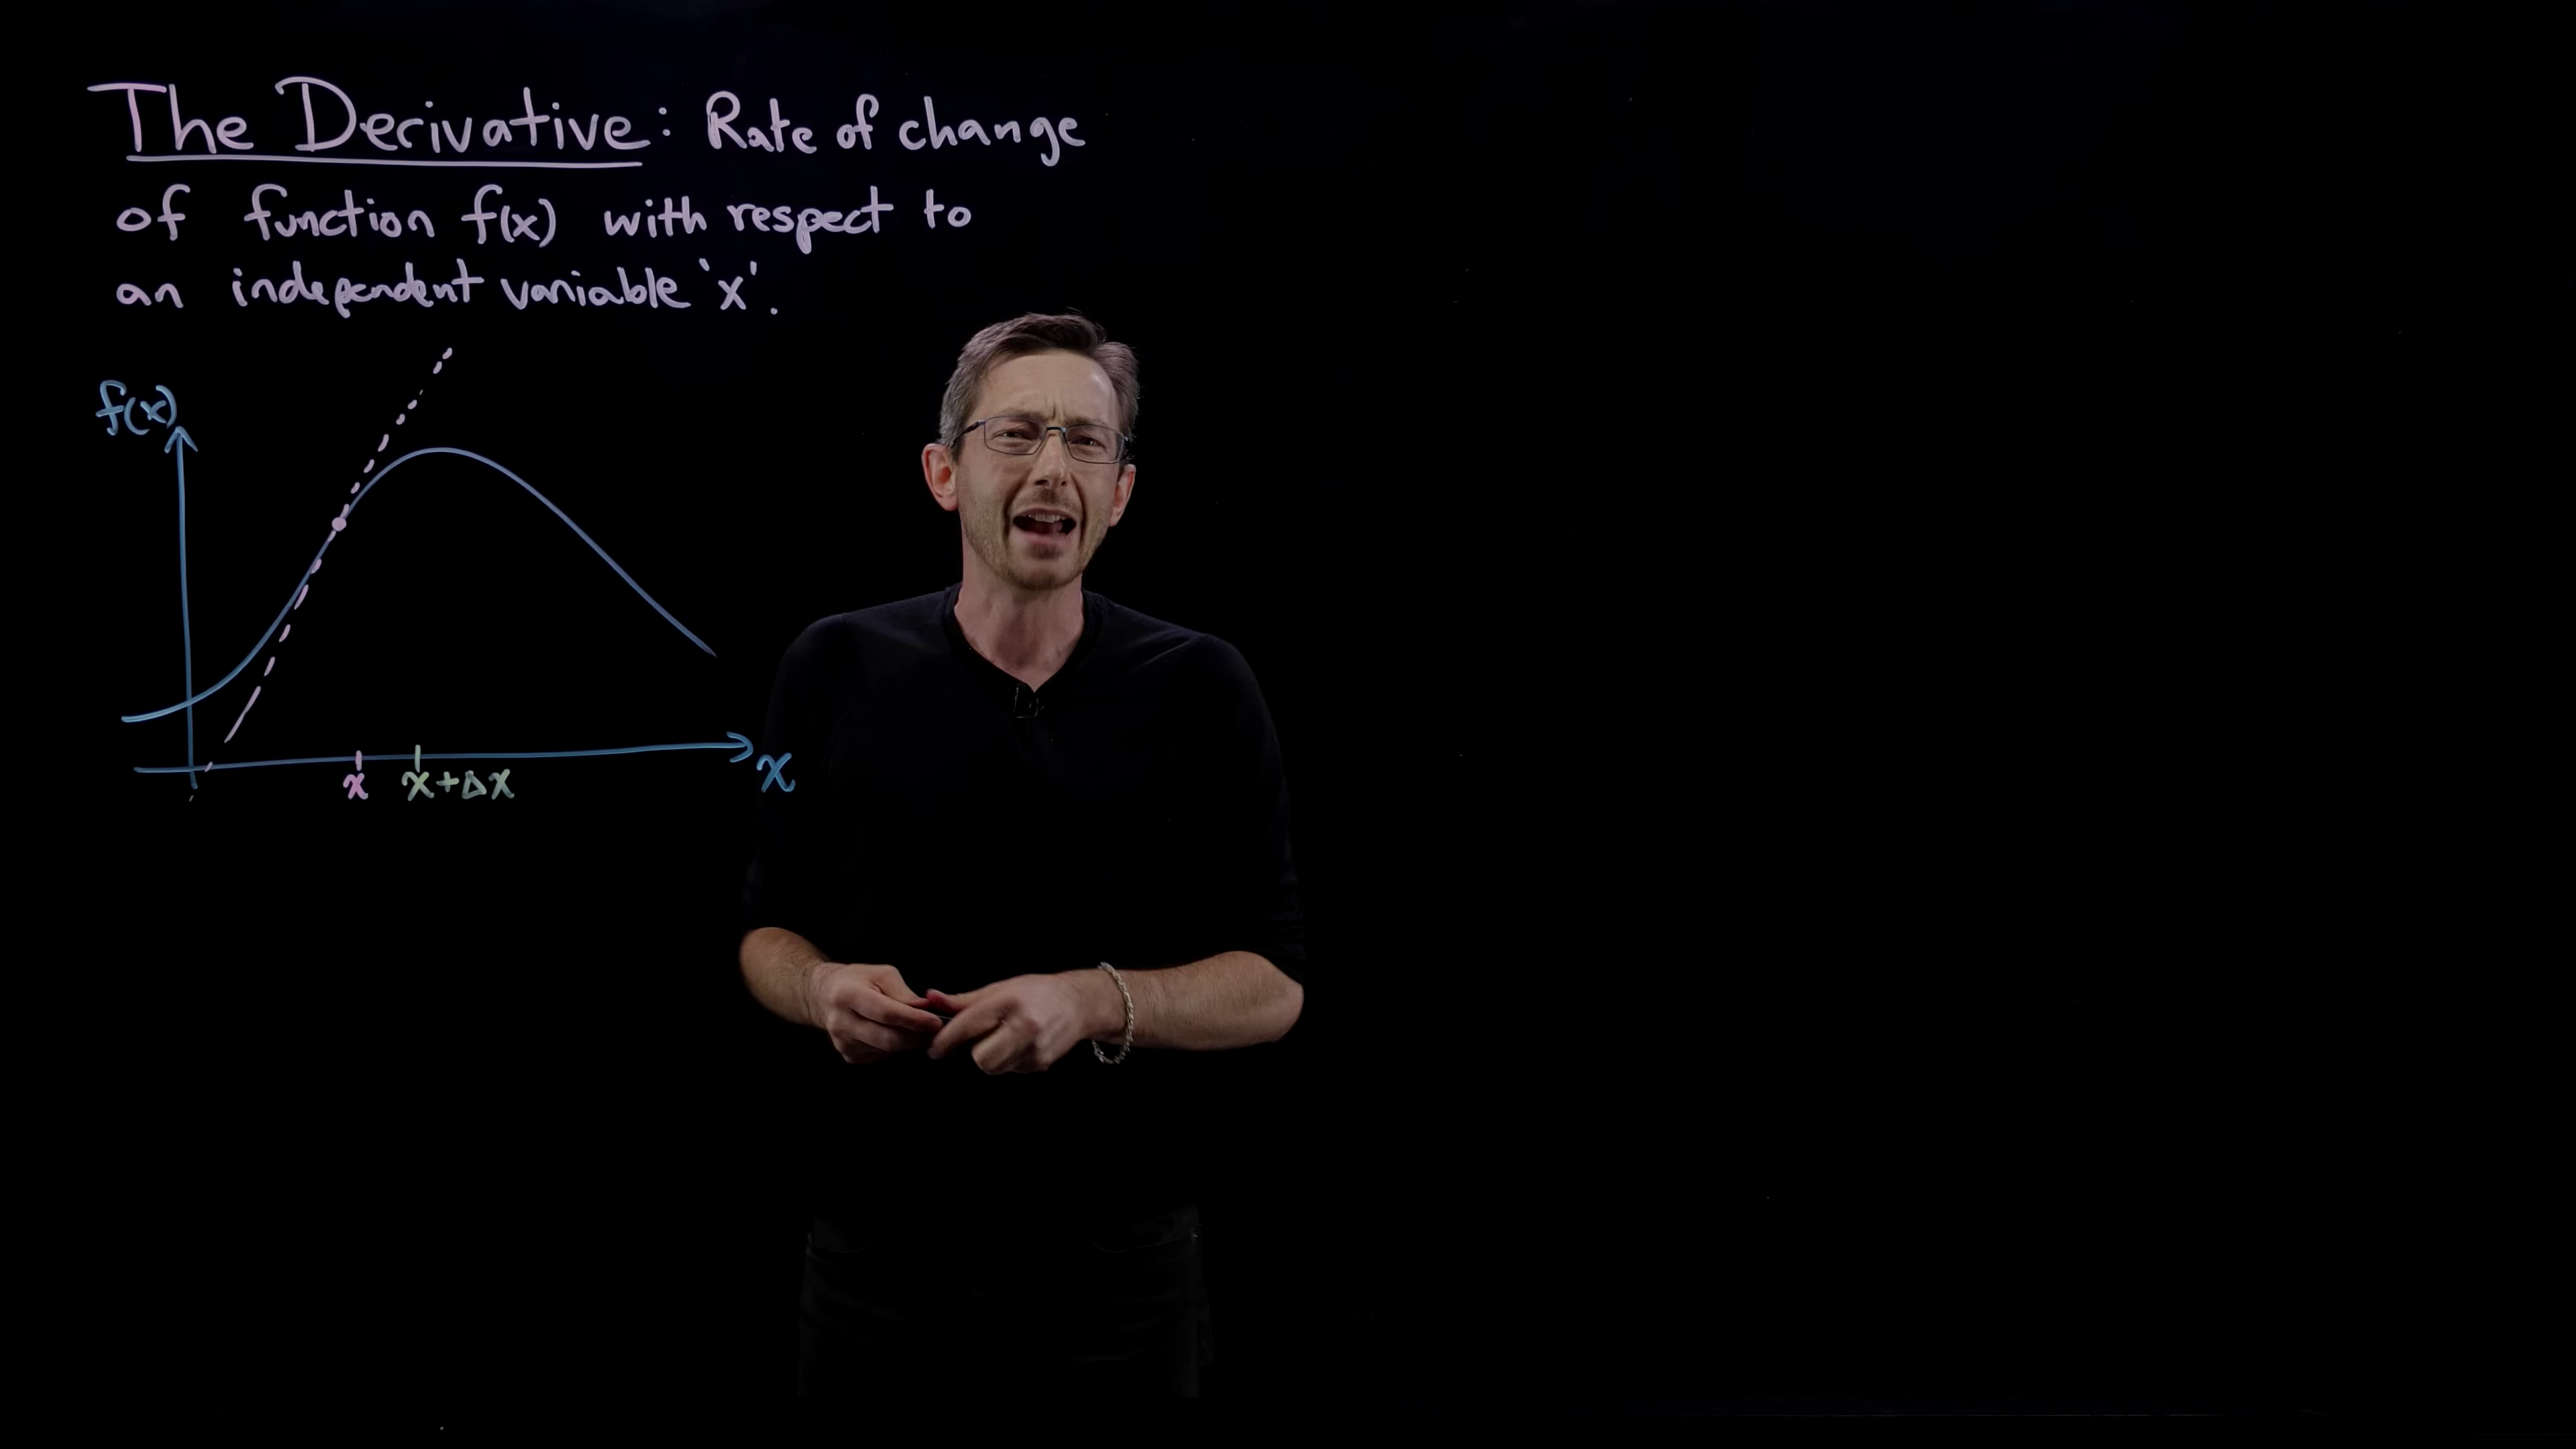 The Derivative: Rate of change
of function f(x) with respect to
an independent variable 'x'.
f(x)
x
x x+Δx